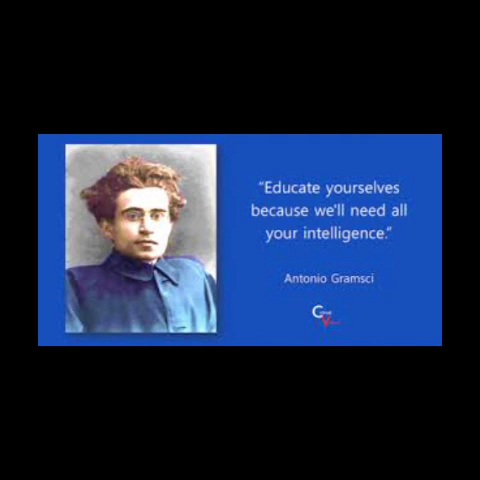 “Educate yourselves
because we'll need all
your intelligence.”
Antonio Gramsci